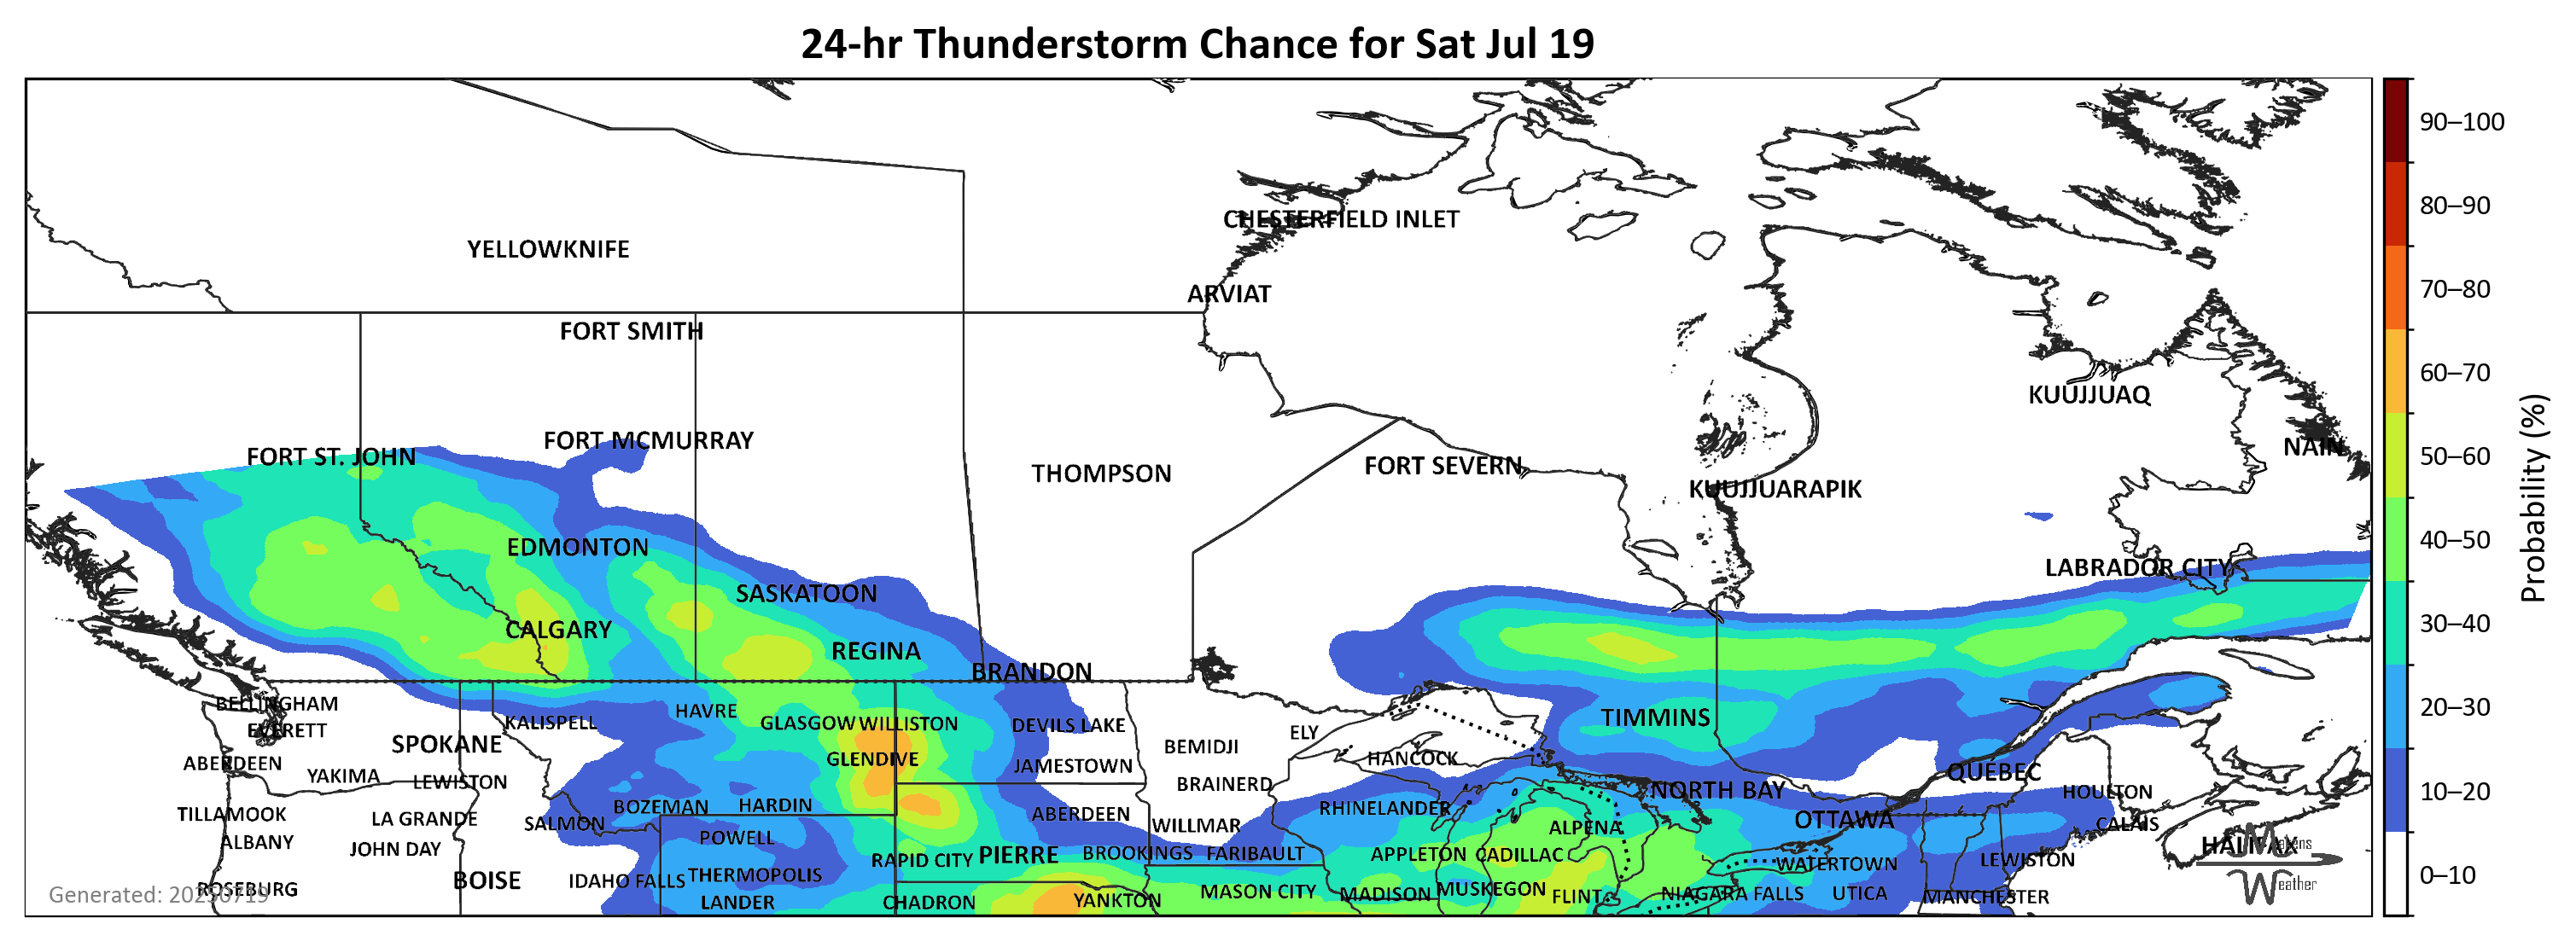 24-hr Thunderstorm Chance for Sat Jul 19
90–100
80–90
CHESTERFIELD INLET
YELLOWKNIFE
70–80
ARVIAT
FORT SMITH
60–70
KUUJJUAQ
FORT MCMURRAY
NAIN
FORT ST. JOHN
50–60
FORT SEVERN
THOMPSON
KUUJJUARAPIK
Probability (%)
EDMONTON
40–50
LABRADOR CITY
SASKATOON
CALGARY
30–40
REGINA
BRANDON
BELLINGHAM
HAVRE
20–30
TIMMINS
KALISPELL
GLASGOW
WILLISTON
DEVILS LAKE
EVERETT
ELY
SPOKANE
BEMIDJI
GLENDIVE
HANCOCK
ABERDEEN
JAMESTOWN
QUÉBEC
YAKIMA
LEWISTON
BRAINERD
NORTH BAY
HOULTON
10–20
BOZEMAN
HARDIN
RHINELANDER
TILLAMOOK
LA GRANDE
ABERDEEN
SALMON
WILLMAR
ALPENA
OTTAWA
CALAIS
POWELL
ALBANY
HALIFAX
Makens
Weather
JOHN DAY
RAPID CITY
PIERRE
BROOKINGS
FARIBAULT
APPLETON
CADILLAC
WATERTOWN
LEWISTON
THERMOPOLIS
0–10
BOISE
IDAHO FALLS
ROSEBURG
Generated: 20250719
MASON CITY
MADISON
MUSKEGON
FLINT
NIAGARA FALLS
UTICA
MANCHESTER
LANDER
CHADRON
YANKTON